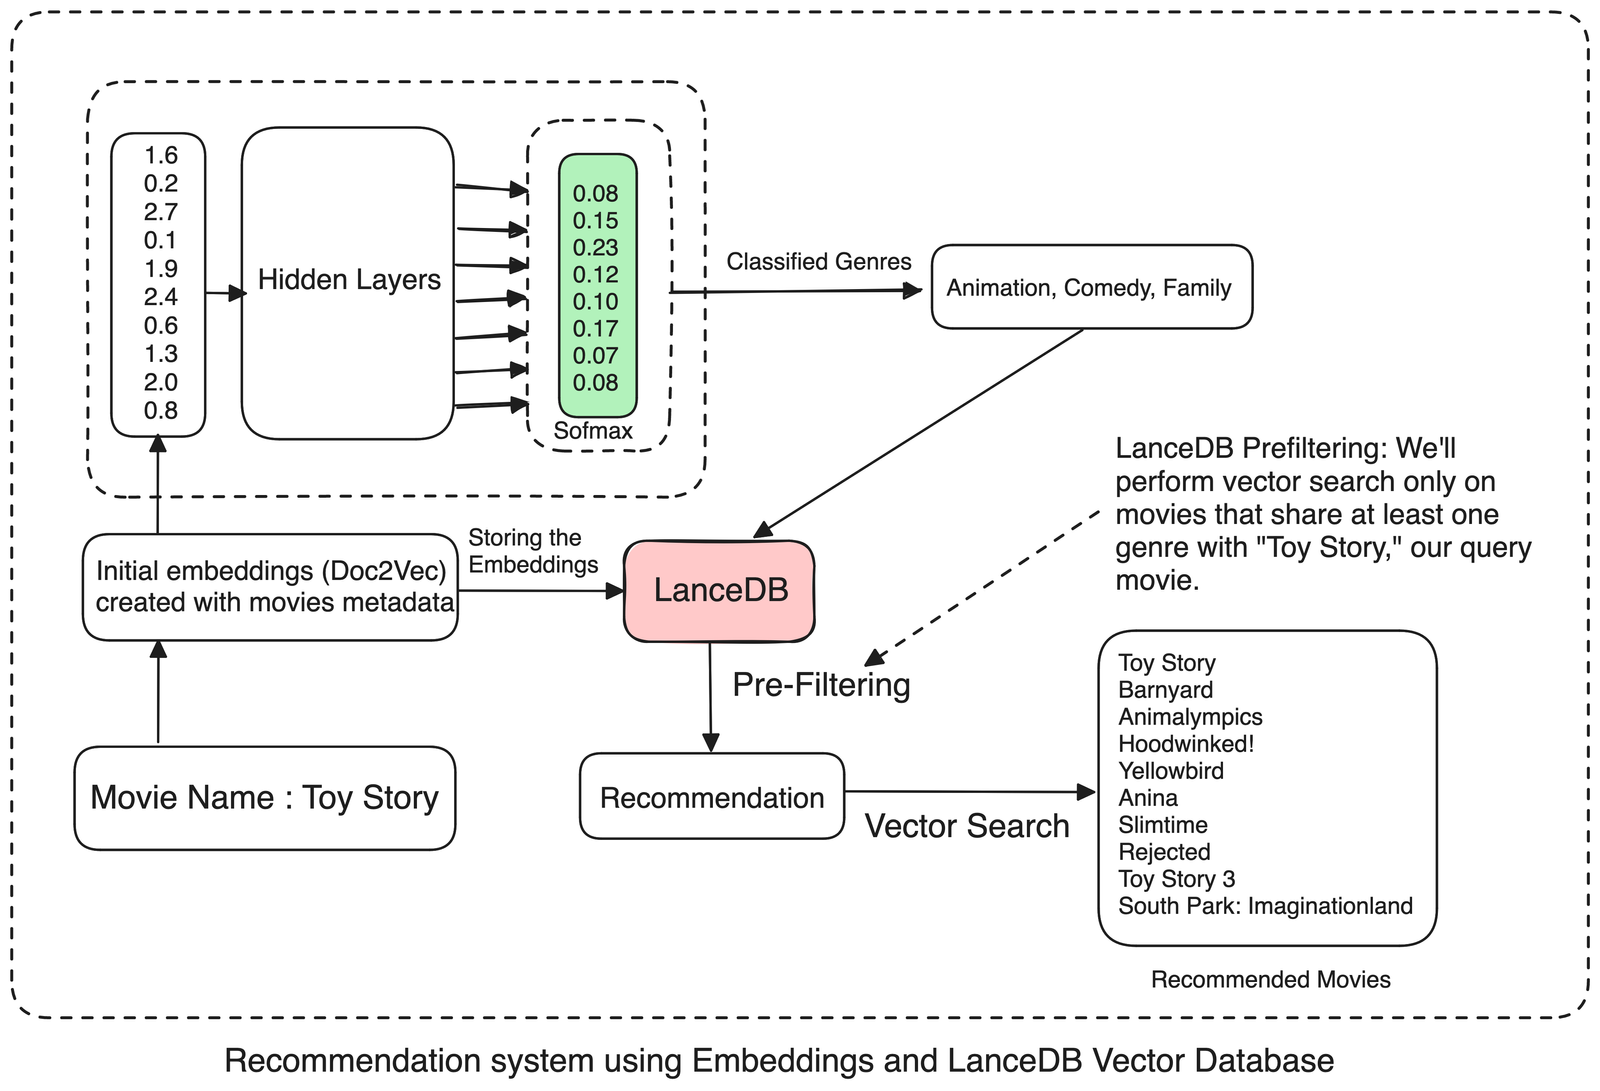 1.6
0.2
2.7
0.1
1.9
2.4
0.6
1.3
2.0
0.8
Hidden Layers
0.08
0.15
0.23
0.12
0.10
0.17
0.07
0.08
Sofmax
Classified Genres
Animation, Comedy, Family
LanceDB Prefiltering: We'll
perform vector search only on
movies that share at least one
genre with "Toy Story," our query
movie.
Initial embeddings (Doc2Vec)
created with movies metadata
Storing the
Embeddings
LanceDB
Pre-Filtering
Movie Name : Toy Story
Recommendation
Vector Search
Toy Story
Barnyard
Animalympics
Hoodwinked!
Yellowbird
Anina
Slimtime
Rejected
Toy Story 3
South Park: Imaginationland
Recommended Movies
Recommendation system using Embeddings and LanceDB Vector Database